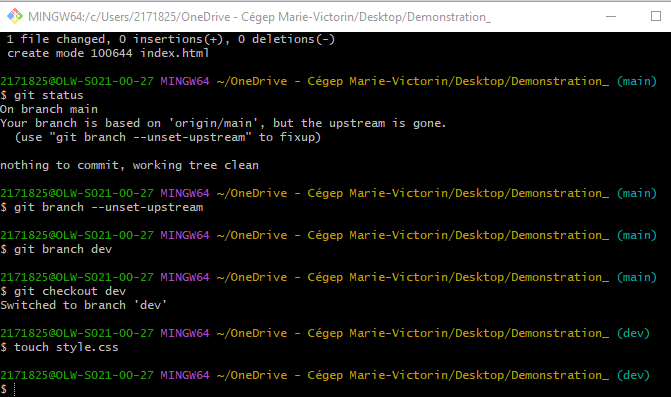 MINGW64:/c/Users/2171825/OneDrive - Cégep Marie-Victorin/Desktop/Demonstration_
1 file changed, 0 insertions(+), 0 deletions(-)
create mode 100644 index.html
2171825@OLW-S021-00-27 MINGW64 ~/OneDrive - Cégep Marie-Victorin/Desktop/Demonstration_ (main)
$ git status
On branch main
Your branch is based on 'origin/main', but the upstream is gone.
(use "git branch --unset-upstream" to fixup)
nothing to commit, working tree clean
2171825@OLW-S021-00-27 MINGW64 ~/OneDrive - Cégep Marie-Victorin/Desktop/Demonstration_ (main)
$ git branch --unset-upstream
2171825@OLW-S021-00-27 MINGW64 ~/OneDrive - Cégep Marie-Victorin/Desktop/Demonstration_ (main)
$ git branch dev
2171825@OLW-S021-00-27 MINGW64 ~/OneDrive - Cégep Marie-Victorin/Desktop/Demonstration_ (main)
$ git checkout dev
Switched to branch 'dev'
2171825@OLW-S021-00-27 MINGW64 ~/OneDrive - Cégep Marie-Victorin/Desktop/Demonstration_ (dev)
$ touch style.css
2171825@OLW-S021-00-27 MINGW64 ~/OneDrive - Cégep Marie-Victorin/Desktop/Demonstration_ (dev)
$